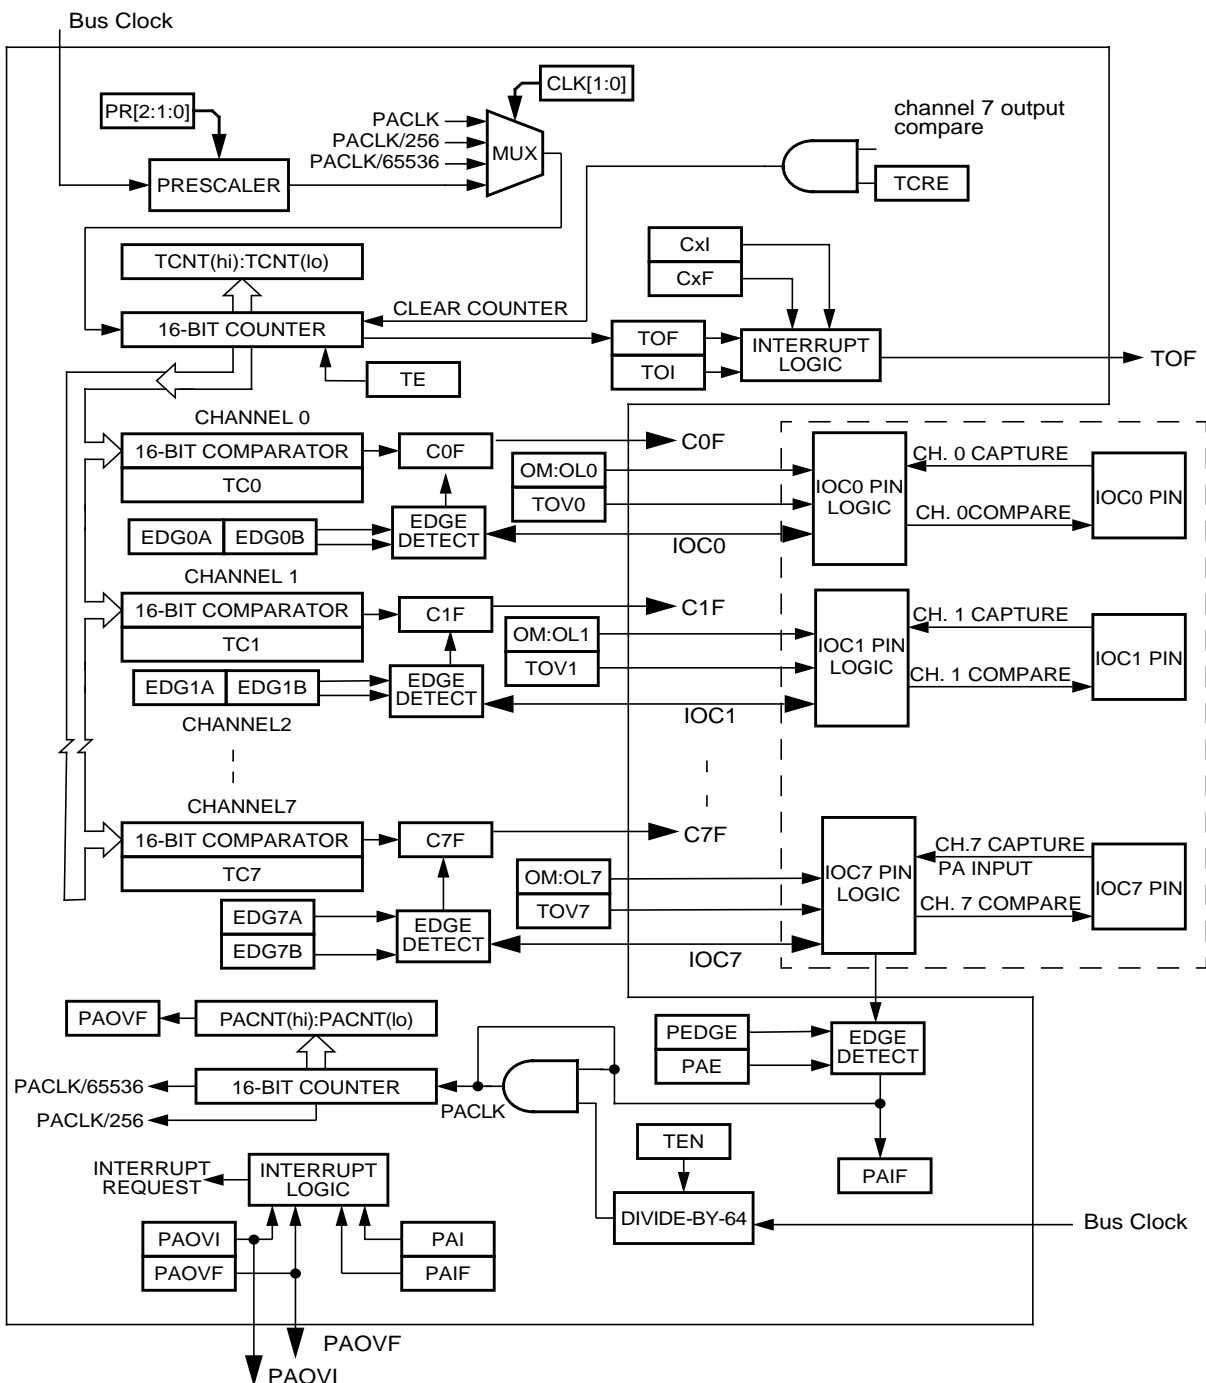 Bus Clock
CLK[1:0]
PR[2:1:0]
PACLK
PACLK/256
PACLK/65536
MUX
PRESCALER
channel 7 output
compare
TCRE
TCNT(hi):TCNT(lo)
CxI
CxF
CLEAR COUNTER
16-BIT COUNTER
TE
TOF
TOI
INTERRUPT
LOGIC
TOF
CHANNEL 0
16-BIT COMPARATOR
TC0
C0F
C0F
OM:OL0
TOV0
EDG0A
EDG0B
EDGE
DETECT
IOC0
IOC0 PIN
LOGIC
CH. 0 CAPTURE
CH. 0COMPARE
IOC0 PIN
CHANNEL 1
16-BIT COMPARATOR
TC1
C1F
C1F
OM:OL1
TOV1
EDG1A
EDG1B
EDGE
DETECT
IOC1
IOC1 PIN
LOGIC
CH. 1 CAPTURE
CH. 1 COMPARE
IOC1 PIN
CHANNEL2
CHANNEL7
16-BIT COMPARATOR
TC7
C7F
C7F
OM:OL7
TOV7
EDG7A
EDG7B
EDGE
DETECT
IOC7
IOC7 PIN
LOGIC
CH.7 CAPTURE
PA INPUT
CH. 7 COMPARE
IOC7 PIN
PAOVF
PACNT(hi):PACNT(lo)
PACLK/65536
16-BIT COUNTER
PACLK/256
PACLK
PEDGE
PAE
EDGE
DETECT
TEN
PAIF
DIVIDE-BY-64
Bus Clock
INTERRUPT
REQUEST
INTERRUPT
LOGIC
PAOVI
PAOVF
PAI
PAIF
PAOVF
PAOVI